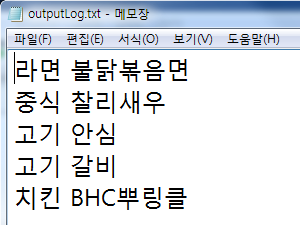 outputLog.txt - 메모장
파일(F) 편집(E) 서식(O) 보기(V) 도움말(H)
라면 불닭볶음면
중식 찰리새우
고기 안심
고기 갈비
치킨 BHC뿌링클